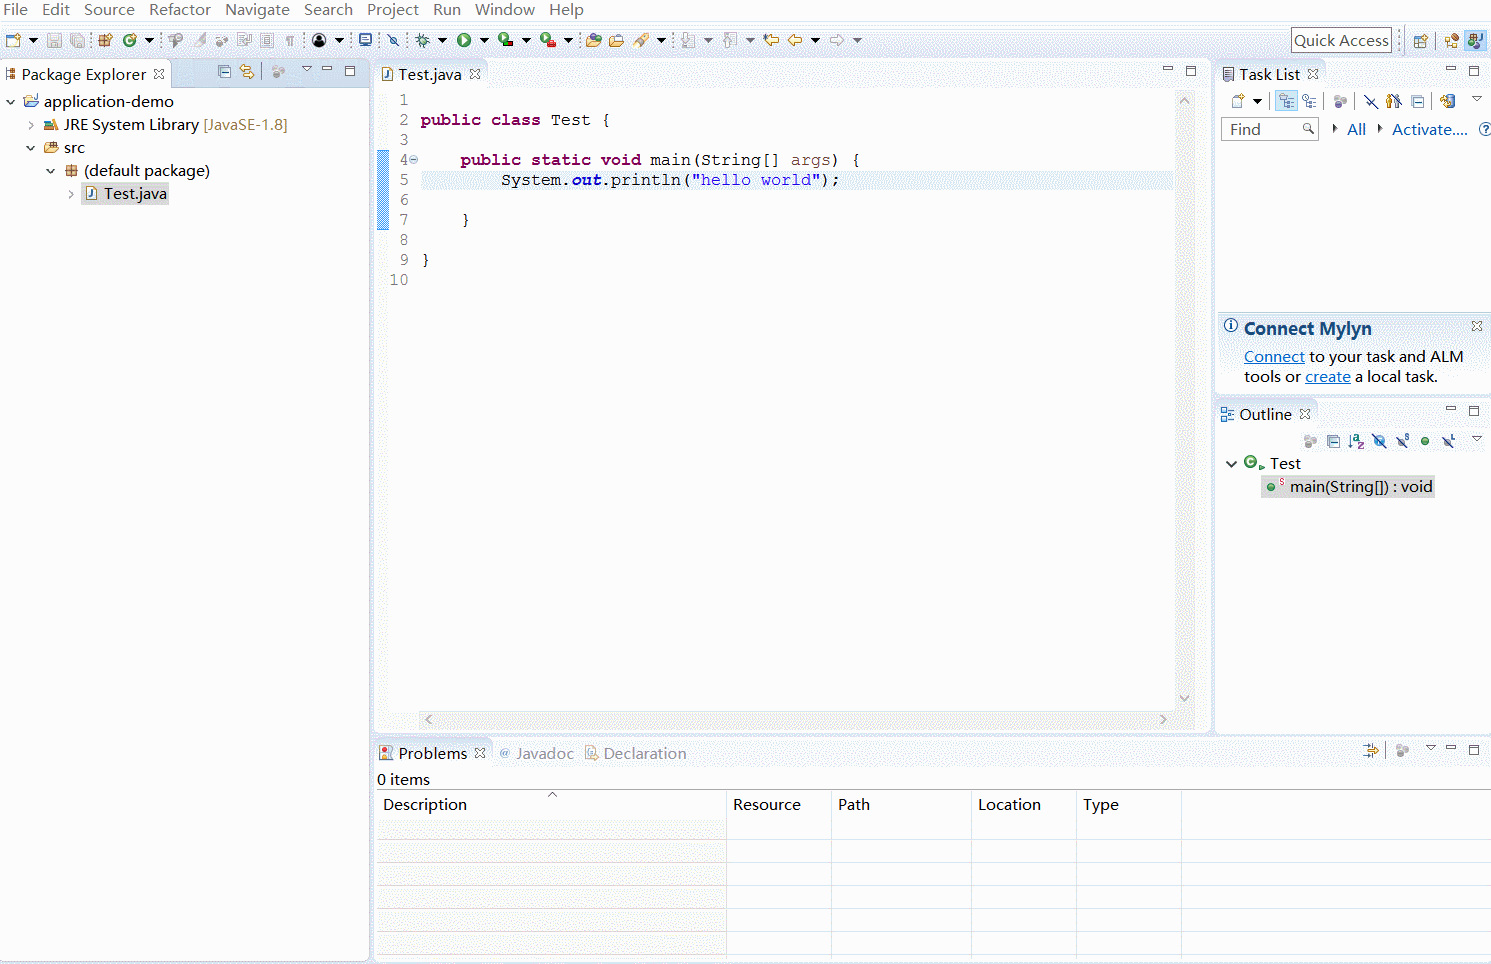 File Edit Source Refactor Navigate Search Project Run Window Help
Quick Access
Package Explorer
application-demo
JRE System Library [JavaSE-1.8]
src
(default package)
Test.java
Test.java
1
2 public class Test {
3
4 public static void main(String[] args) {
5 System.out.println("hello world");
6
7 }
8
9 }
10
Task List
Find All Activate....
Connect Mylyn
Connect to your task and ALM
tools or create a local task.
Outline
Test
main(String[]) : void
Problems @ Javadoc Declaration
0 items
Description Resource Path Location Type